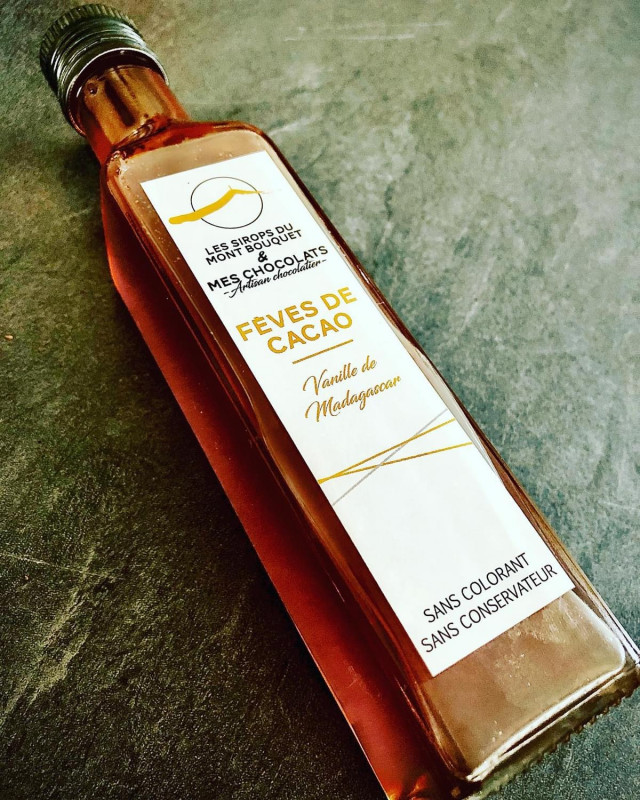 LES SIROPS DU
MONT BOUQUET
&
MES CHOCOLATS
-Artisan chocolatier-
FÈVES DE
CACAO
Vanille de
Madagascar
SANS COLORANT
SANS CONSERVATEUR